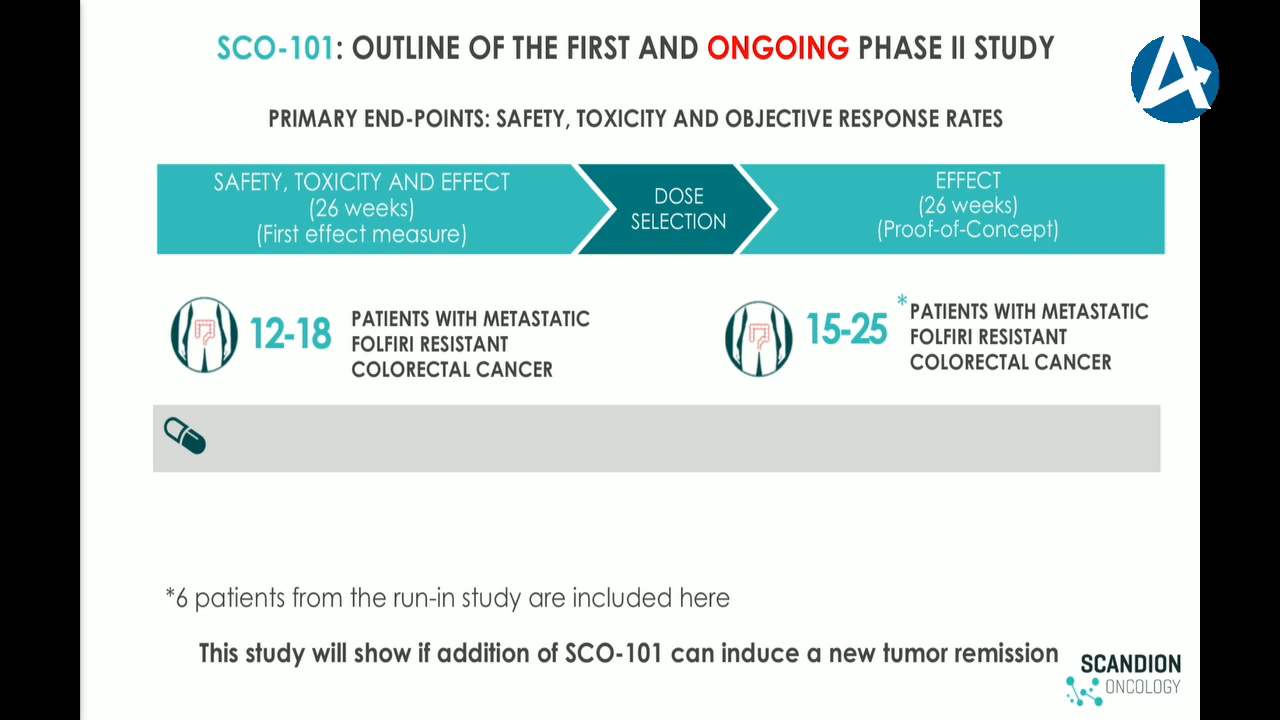 SCO-101: OUTLINE OF THE FIRST AND ONGOING PHASE II STUDY
PRIMARY END-POINTS: SAFETY, TOXICITY AND OBJECTIVE RESPONSE RATES
SAFETY, TOXICITY AND EFFECT
(26 weeks)
(First effect measure)
DOSE
SELECTION
EFFECT
(26 weeks)
(Proof-of-Concept)
12-18
PATIENTS WITH METASTATIC
FOLFIRI RESISTANT
COLORECTAL CANCER
15-25
*PATIENTS WITH METASTATIC
FOLFIRI RESISTANT
COLORECTAL CANCER
*6 patients from the run-in study are included here
This study will show if addition of SCO-101 can induce a new tumor remission
SCANDION
ONCOLOGY